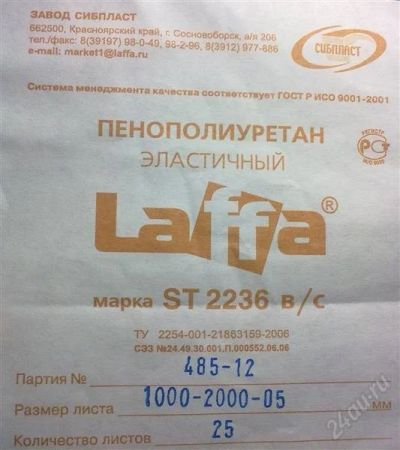 ЗАВОД СИБПЛАСТ
662500, Красноярский край, г. Сосновоборск, а/я 206
тел./факс: 8(39197) 98-0-49, 98-2-96, 8(3912) 977-886
e-mail: market1@laffa.ru
СИБПЛАСТ
Система менеджмента качества соответствует ГОСТ Р ИСО 9001-2001
ПЕНОПОЛИУРЕТАН
ЭЛАСТИЧНЫЙ
РЕГИСТР
Laffa®
марка ST 2236 в/с
ТУ 2254-001-21863159-2006
СЭЗ №24.49.30.001.П.000552.06.06
Партия № 485-12
Размер листа 1000-2000-05 мм
Количество листов 25
24au.ru